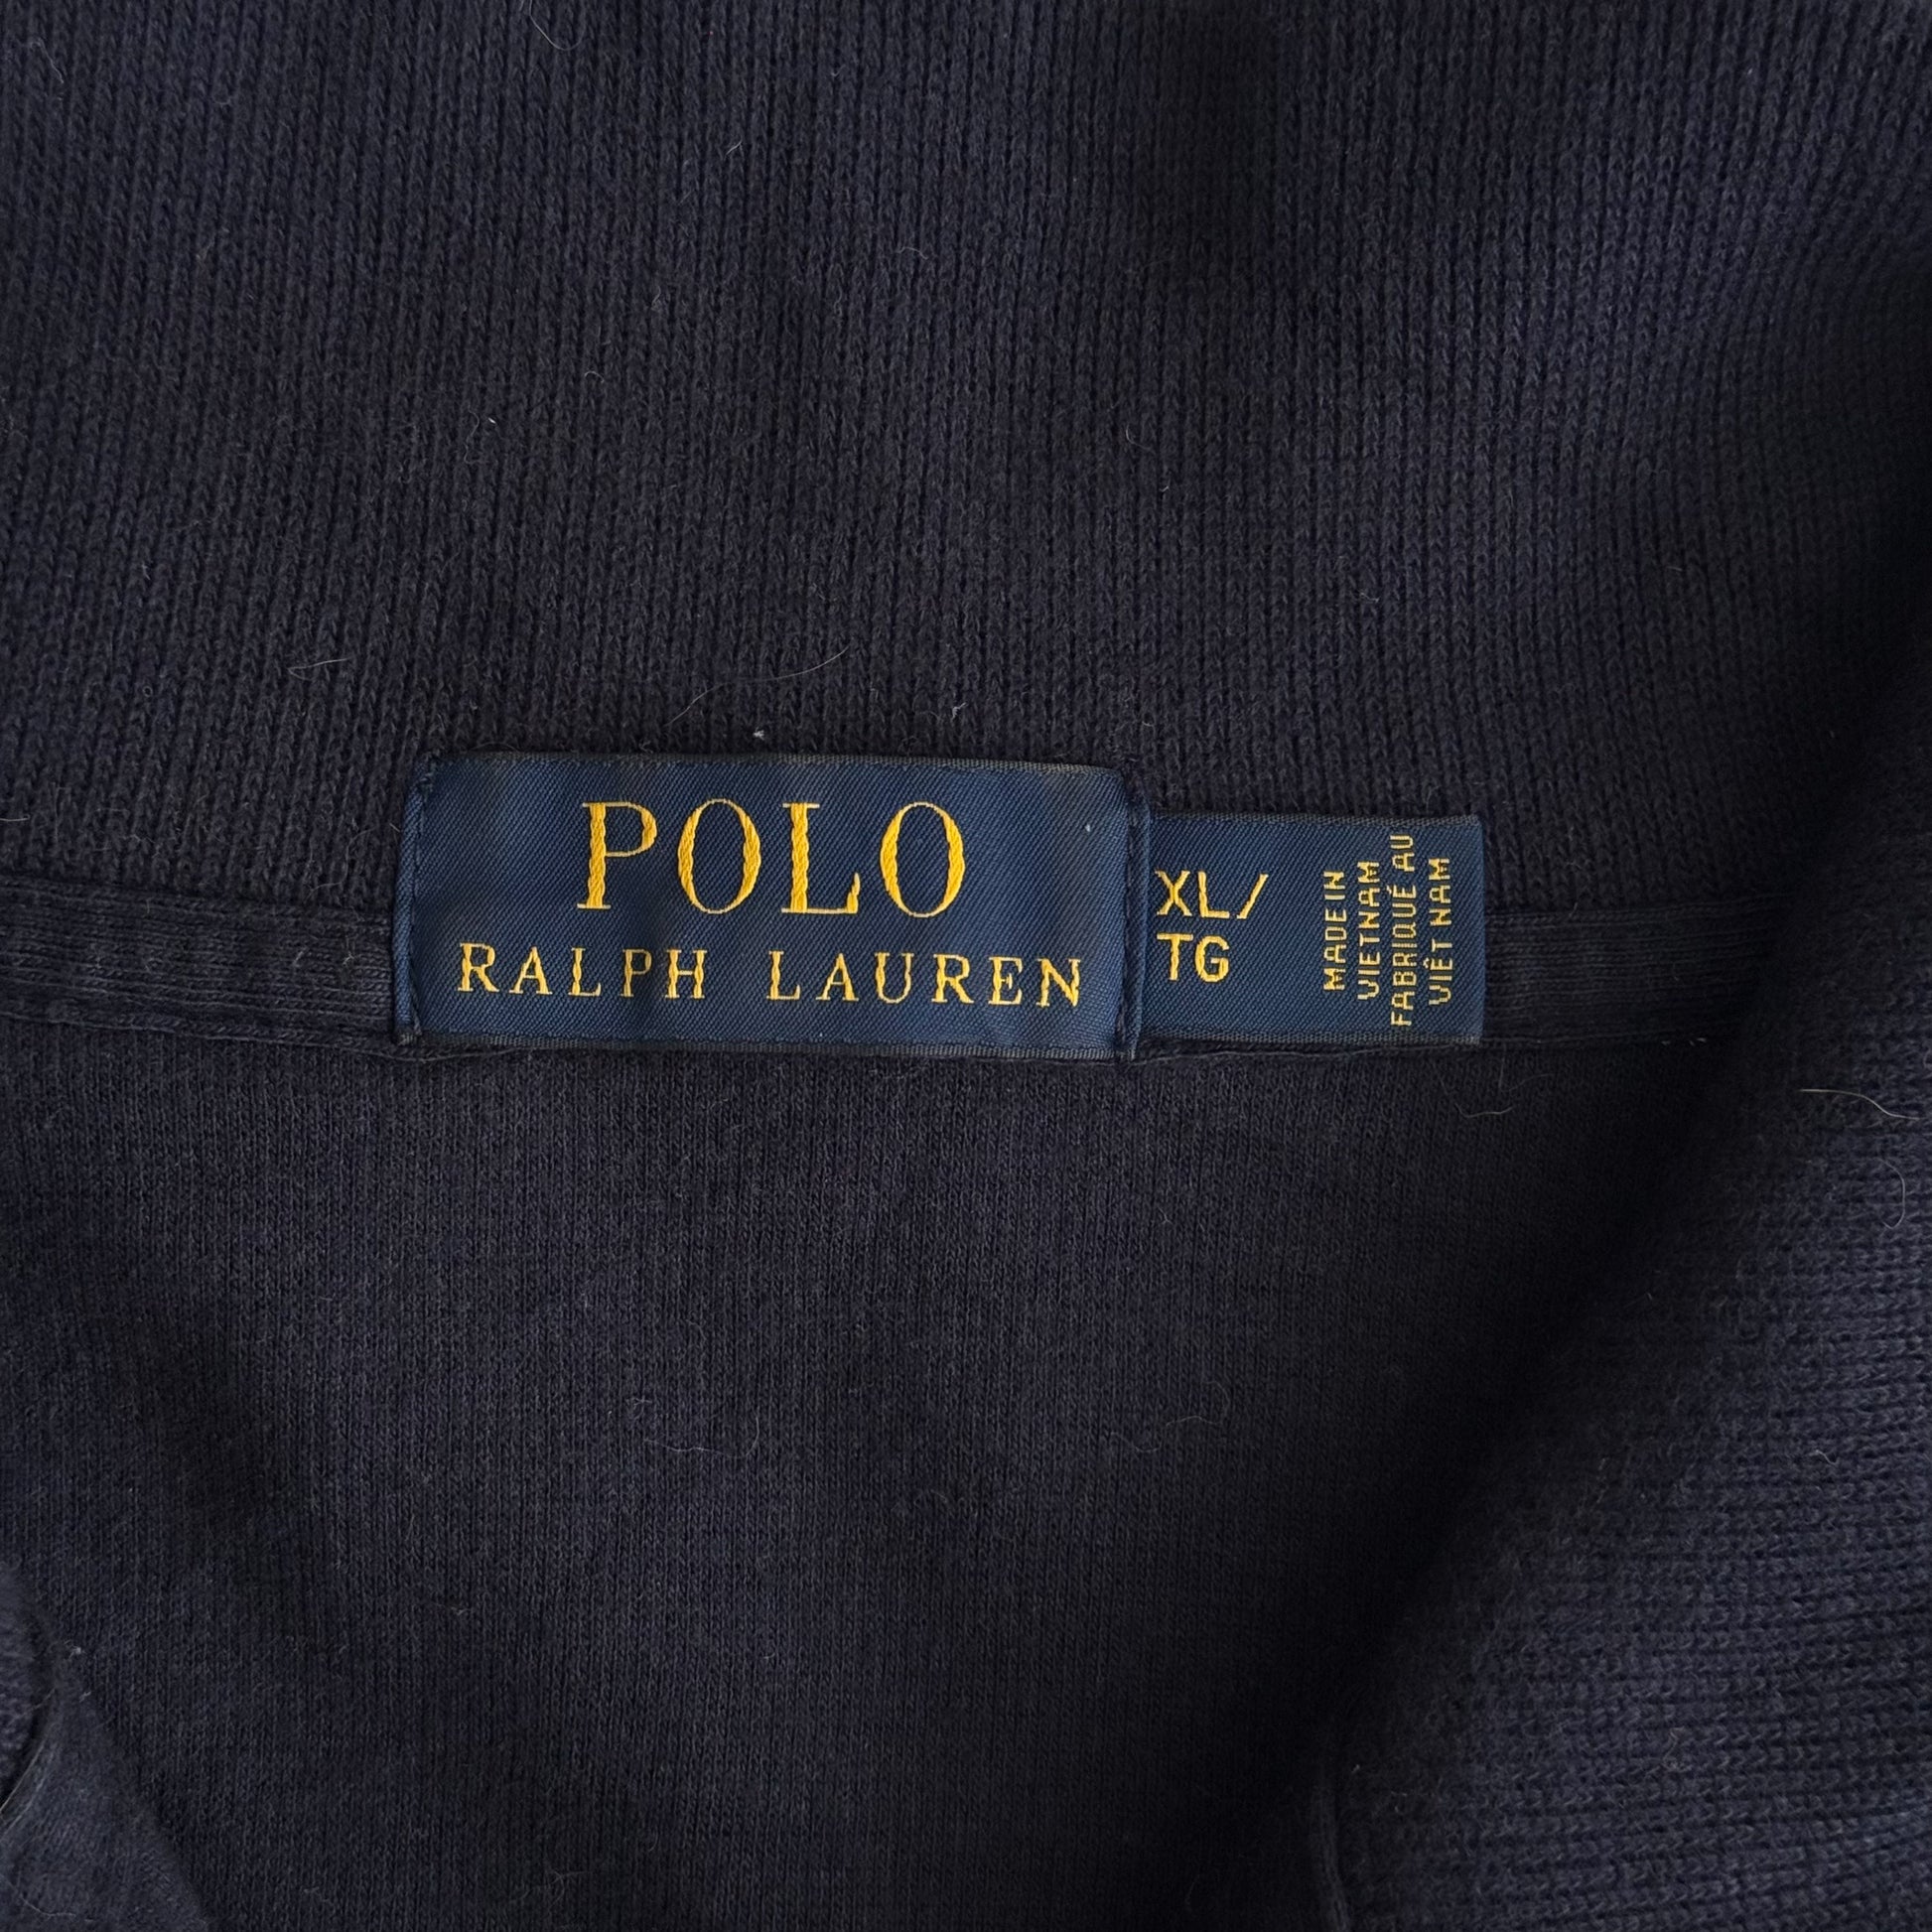 POLO
RALPH LAUREN
XL/
TG
MADE IN
VIETNAM
FABRIQUÉ AU
VIÊT NAM